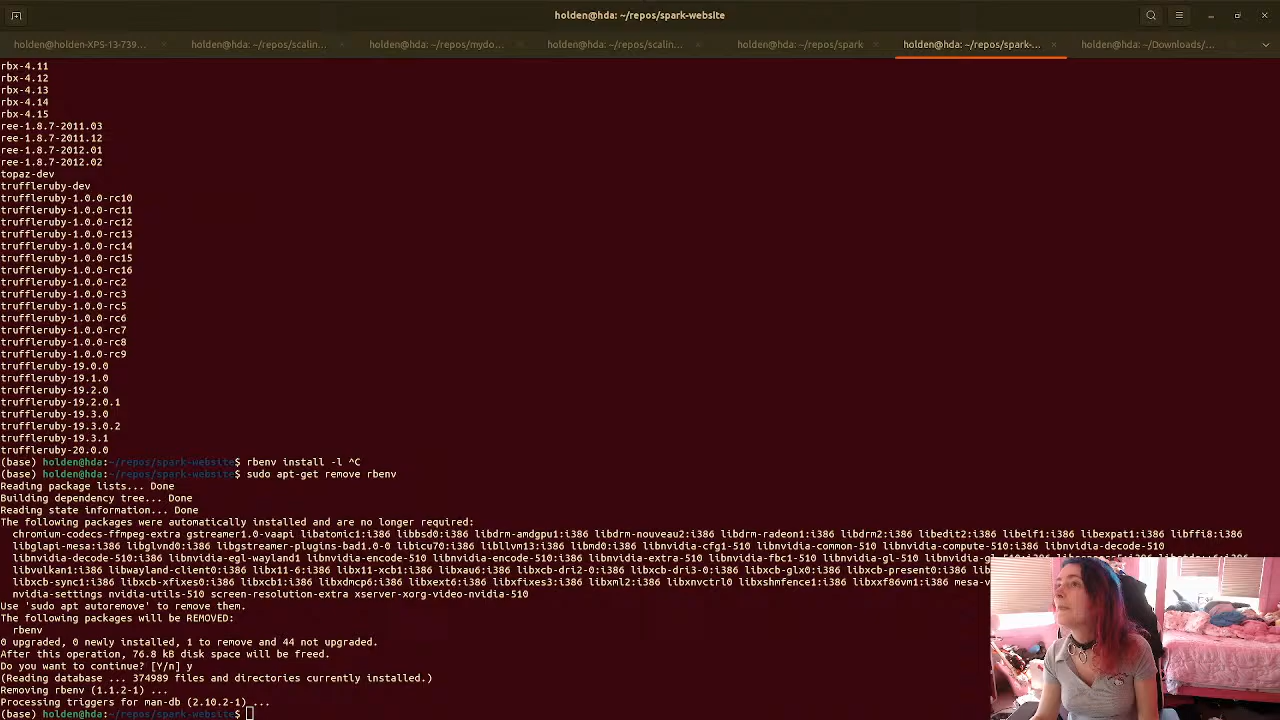 holden@hda: ~/repos/spark-website
holden@holden-XPS-13-739...
holden@hda: ~/repos/scalin...
holden@hda: ~/repos/mydo...
holden@hda: ~/repos/scalin...
holden@hda: ~/repos/spark
holden@hda: ~/repos/spark-...
holden@hda: ~/Downloads/...
rbx-4.11
rbx-4.12
rbx-4.13
rbx-4.14
rbx-4.15
ree-1.8.7-2011.03
ree-1.8.7-2011.12
ree-1.8.7-2012.01
ree-1.8.7-2012.02
topaz-dev
truffleruby-dev
truffleruby-1.0.0-rc10
truffleruby-1.0.0-rc11
truffleruby-1.0.0-rc12
truffleruby-1.0.0-rc13
truffleruby-1.0.0-rc14
truffleruby-1.0.0-rc15
truffleruby-1.0.0-rc16
truffleruby-1.0.0-rc2
truffleruby-1.0.0-rc3
truffleruby-1.0.0-rc5
truffleruby-1.0.0-rc6
truffleruby-1.0.0-rc7
truffleruby-1.0.0-rc8
truffleruby-1.0.0-rc9
truffleruby-19.0.0
truffleruby-19.1.0
truffleruby-19.2.0
truffleruby-19.2.0.1
truffleruby-19.3.0
truffleruby-19.3.0.2
truffleruby-19.3.1
truffleruby-20.0.0
(base) holden@hda:~/repos/spark-website$ rbenv install -l ^C
(base) holden@hda:~/repos/spark-website$ sudo apt-get remove rbenv
Reading package lists... Done
Building dependency tree... Done
Reading state information... Done
The following packages were automatically installed and are no longer required:
chromium-codecs-ffmpeg-extra gstreamer1.0-vaapi libatomic1:i386 libbsd0:i386 libdrm-amdgpu1:i386 libdrm-nouveau2:i386 libdrm-radeon1:i386 libdrm2:i386 libedit2:i386 libelf1:i386 libexpat1:i386 libffi8:i386
libglapi-mesa:i386 libglvnd0:i386 libgstreamer-plugins-bad1.0-0 libicu70:i386 libllvm13:i386 libmd0:i386 libnvidia-cfg1-510 libnvidia-common-510 libnvidia-compute-510:i386 libnvidia-decode-510
libnvidia-decode-510:i386 libnvidia-egl-wayland1 libnvidia-encode-510 libnvidia-encode-510:i386 libnvidia-extra-510 libnvidia-fbc1-510 libnvidia-fbc1-510:i386 libnvidia-gl-510
libvulkan1:i386 libwayland-client0:i386 libx11-6:i386 libx11-xcb1:i386 libxau6:i386 libxcb-dri2-0:i386 libxcb-dri3-0:i386 libxcb-glx0:i386 libxcb-present0:i386
libxcb-sync1:i386 libxcb-xfixes0:i386 libxcb1:i386 libxdmcp6:i386 libxext6:i386 libxfixes3:i386 libxml2:i386 libxnvctrl0 libxshmfence1:i386 libxxf86vm1:i386 mesa-v
nvidia-settings nvidia-utils-510 screen-resolution-extra xserver-xorg-video-nvidia-510
Use 'sudo apt autoremove' to remove them.
The following packages will be REMOVED:
rbenv
0 upgraded, 0 newly installed, 1 to remove and 44 not upgraded.
After this operation, 76.8 kB disk space will be freed.
Do you want to continue? [Y/n] y
(Reading database ... 374989 files and directories currently installed.)
Removing rbenv (1.1.2-1) ...
Processing triggers for man-db (2.10.2-1) ...
(base) holden@hda:~/repos/spark-website$